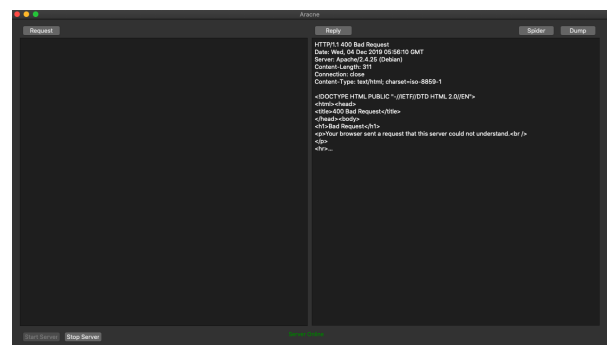 Aracne
Request
Reply
Spider
Dump
HTTP/1.1 400 Bad Request
Date: Wed, 04 Dec 2019 05:56:10 GMT
Server: Apache/2.4.25 (Debian)
Content-Length: 311
Connection: close
Content-Type: text/html; charset=iso-8859-1
<!DOCTYPE HTML PUBLIC "-//IETF//DTD HTML 2.0//EN">
<html><head>
<title>400 Bad Request</title>
</head><body>
<h1>Bad Request</h1>
<p>Your browser sent a request that this server could not understand.<br />
</p>
<hr>...
Start Server
Stop Server
Server Online